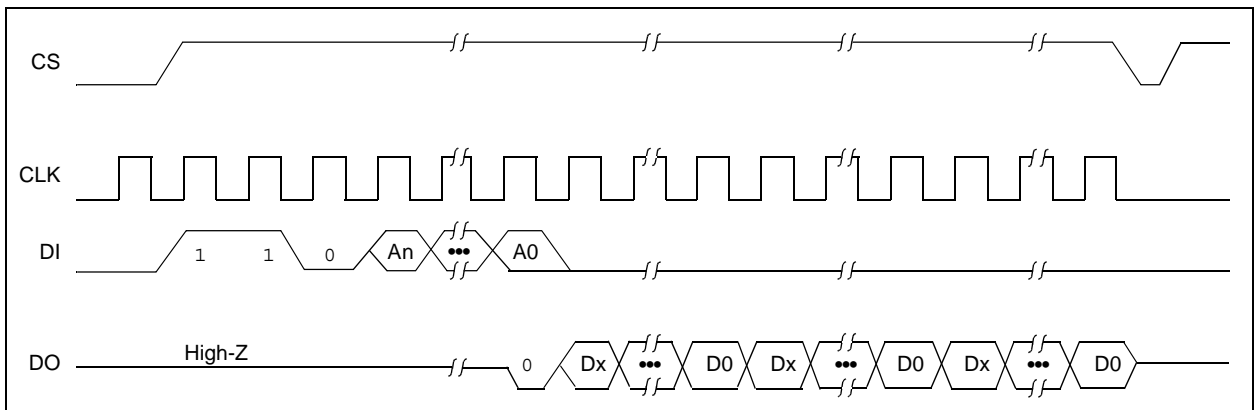 CS
CLK
DI 1 1 0 An ••• A0
High-Z
DO 0 Dx ••• D0 Dx ••• D0 Dx ••• D0